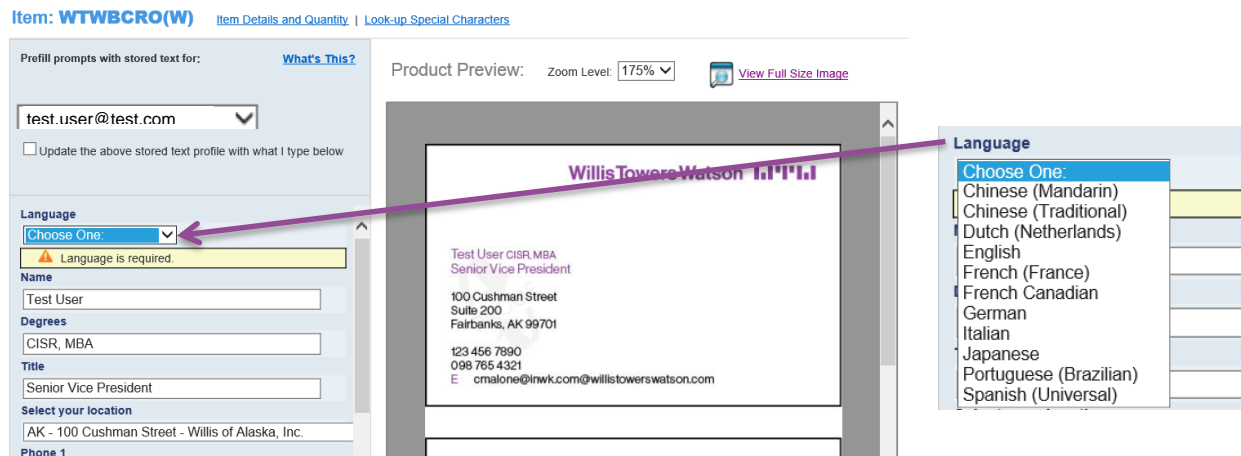 Item: WTWBCRO(W) Item Details and Quantity | Look-up Special Characters
Prefill prompts with stored text for: What's This?
test.user@test.com
Update the above stored text profile with what I type below
Language
Choose One:
Language is required.
Name
Test User
Degrees
CISR, MBA
Title
Senior Vice President
Select your location
AK - 100 Cushman Street - Willis of Alaska, Inc.
Phone 1
Product Preview: Zoom Level: 175% View Full Size Image
Willis Towers Watson
Test User CISR, MBA
Senior Vice President
100 Cushman Street
Suite 200
Fairbanks, AK 99701
123 456 7890
098 765 4321
E cmalone@inwk.com@willistowerswatson.com
Language
Choose One:
Chinese (Mandarin)
Chinese (Traditional)
Dutch (Netherlands)
English
French (France)
French Canadian
German
Italian
Japanese
Portuguese (Brazilian)
Spanish (Universal)